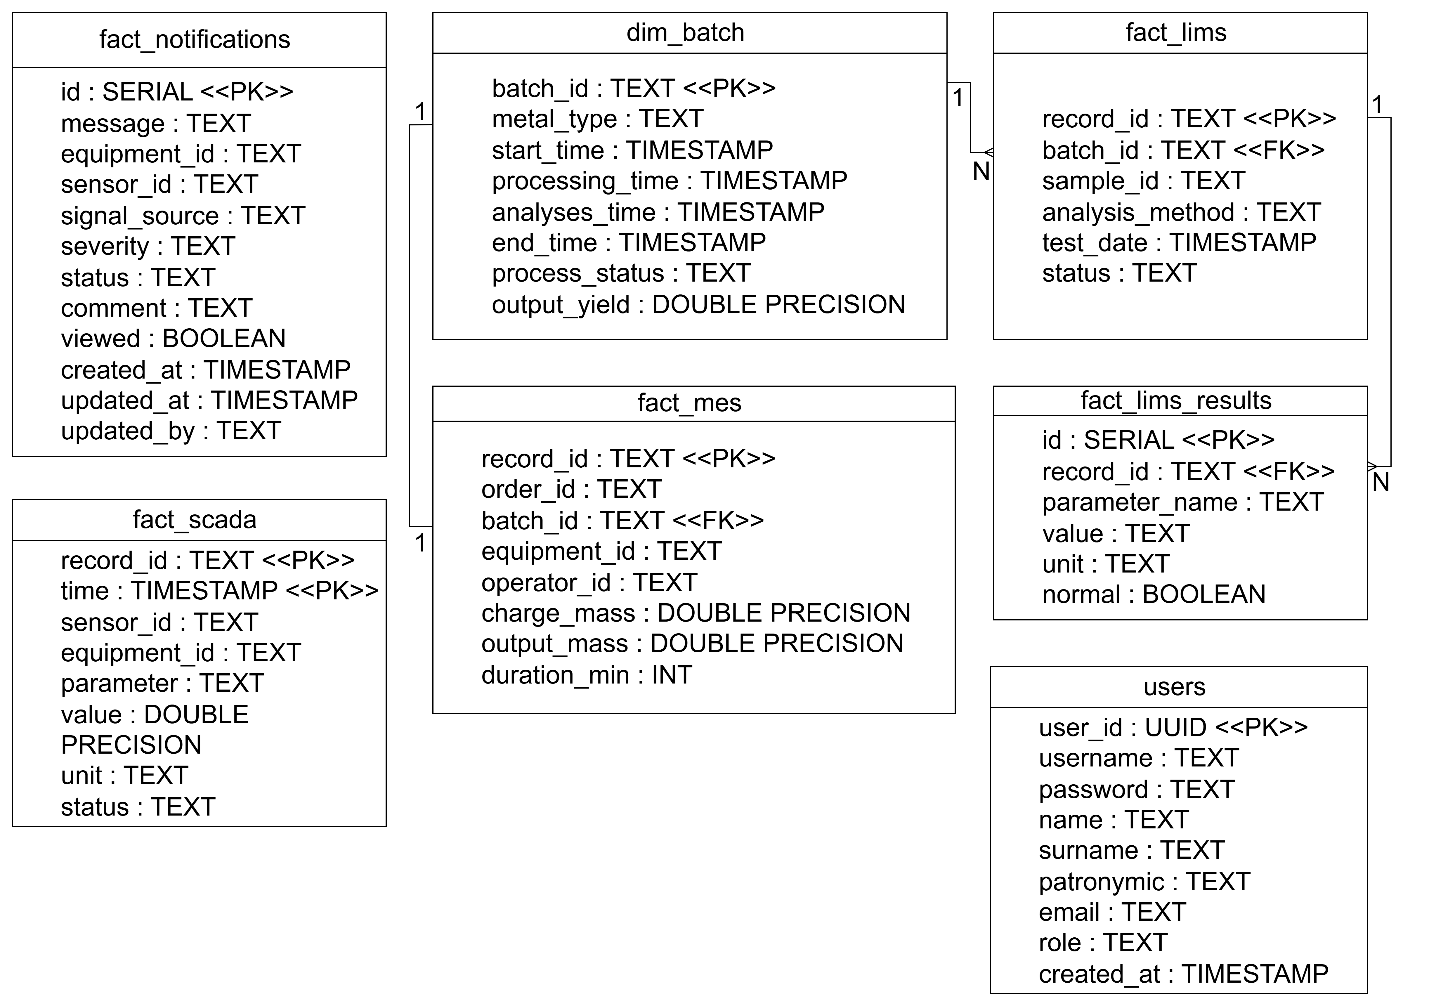 fact_notifications
id : SERIAL <<PK>>
message : TEXT
equipment_id : TEXT
sensor_id : TEXT
signal_source : TEXT
severity : TEXT
status : TEXT
comment : TEXT
viewed : BOOLEAN
created_at : TIMESTAMP
updated_at : TIMESTAMP
updated_by : TEXT
fact_scada
record_id : TEXT <<PK>>
time : TIMESTAMP <<PK>>
sensor_id : TEXT
equipment_id : TEXT
parameter : TEXT
value : DOUBLE
PRECISION
unit : TEXT
status : TEXT
dim_batch
batch_id : TEXT <<PK>>
metal_type : TEXT
start_time : TIMESTAMP
processing_time : TIMESTAMP
analyses_time : TIMESTAMP
end_time : TIMESTAMP
process_status : TEXT
output_yield : DOUBLE PRECISION
1
1
fact_mes
record_id : TEXT <<PK>>
order_id : TEXT
batch_id : TEXT <<FK>>
equipment_id : TEXT
operator_id : TEXT
charge_mass : DOUBLE PRECISION
output_mass : DOUBLE PRECISION
duration_min : INT
1
N
fact_lims
record_id : TEXT <<PK>>
batch_id : TEXT <<FK>>
sample_id : TEXT
analysis_method : TEXT
test_date : TIMESTAMP
status : TEXT
1
N
fact_lims_results
id : SERIAL <<PK>>
record_id : TEXT <<FK>>
parameter_name : TEXT
value : TEXT
unit : TEXT
normal : BOOLEAN
users
user_id : UUID <<PK>>
username : TEXT
password : TEXT
name : TEXT
surname : TEXT
patronymic : TEXT
email : TEXT
role : TEXT
created_at : TIMESTAMP